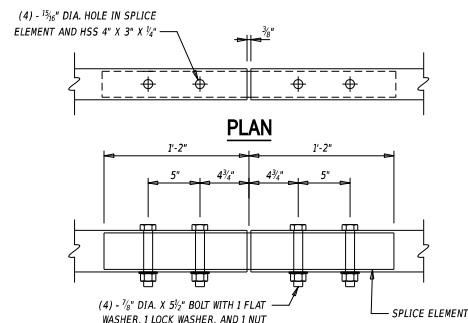 (4) - 15/16" DIA. HOLE IN SPLICE
ELEMENT AND HSS 4" X 3" X 1/4"
3/8"
PLAN
1'-2" 1'-2"
5" 4 3/4" 4 3/4" 5"
(4) - 7/8" DIA. X 5 1/2" BOLT WITH 1 FLAT
WASHER, 1 LOCK WASHER, AND 1 NUT
SPLICE ELEMENT